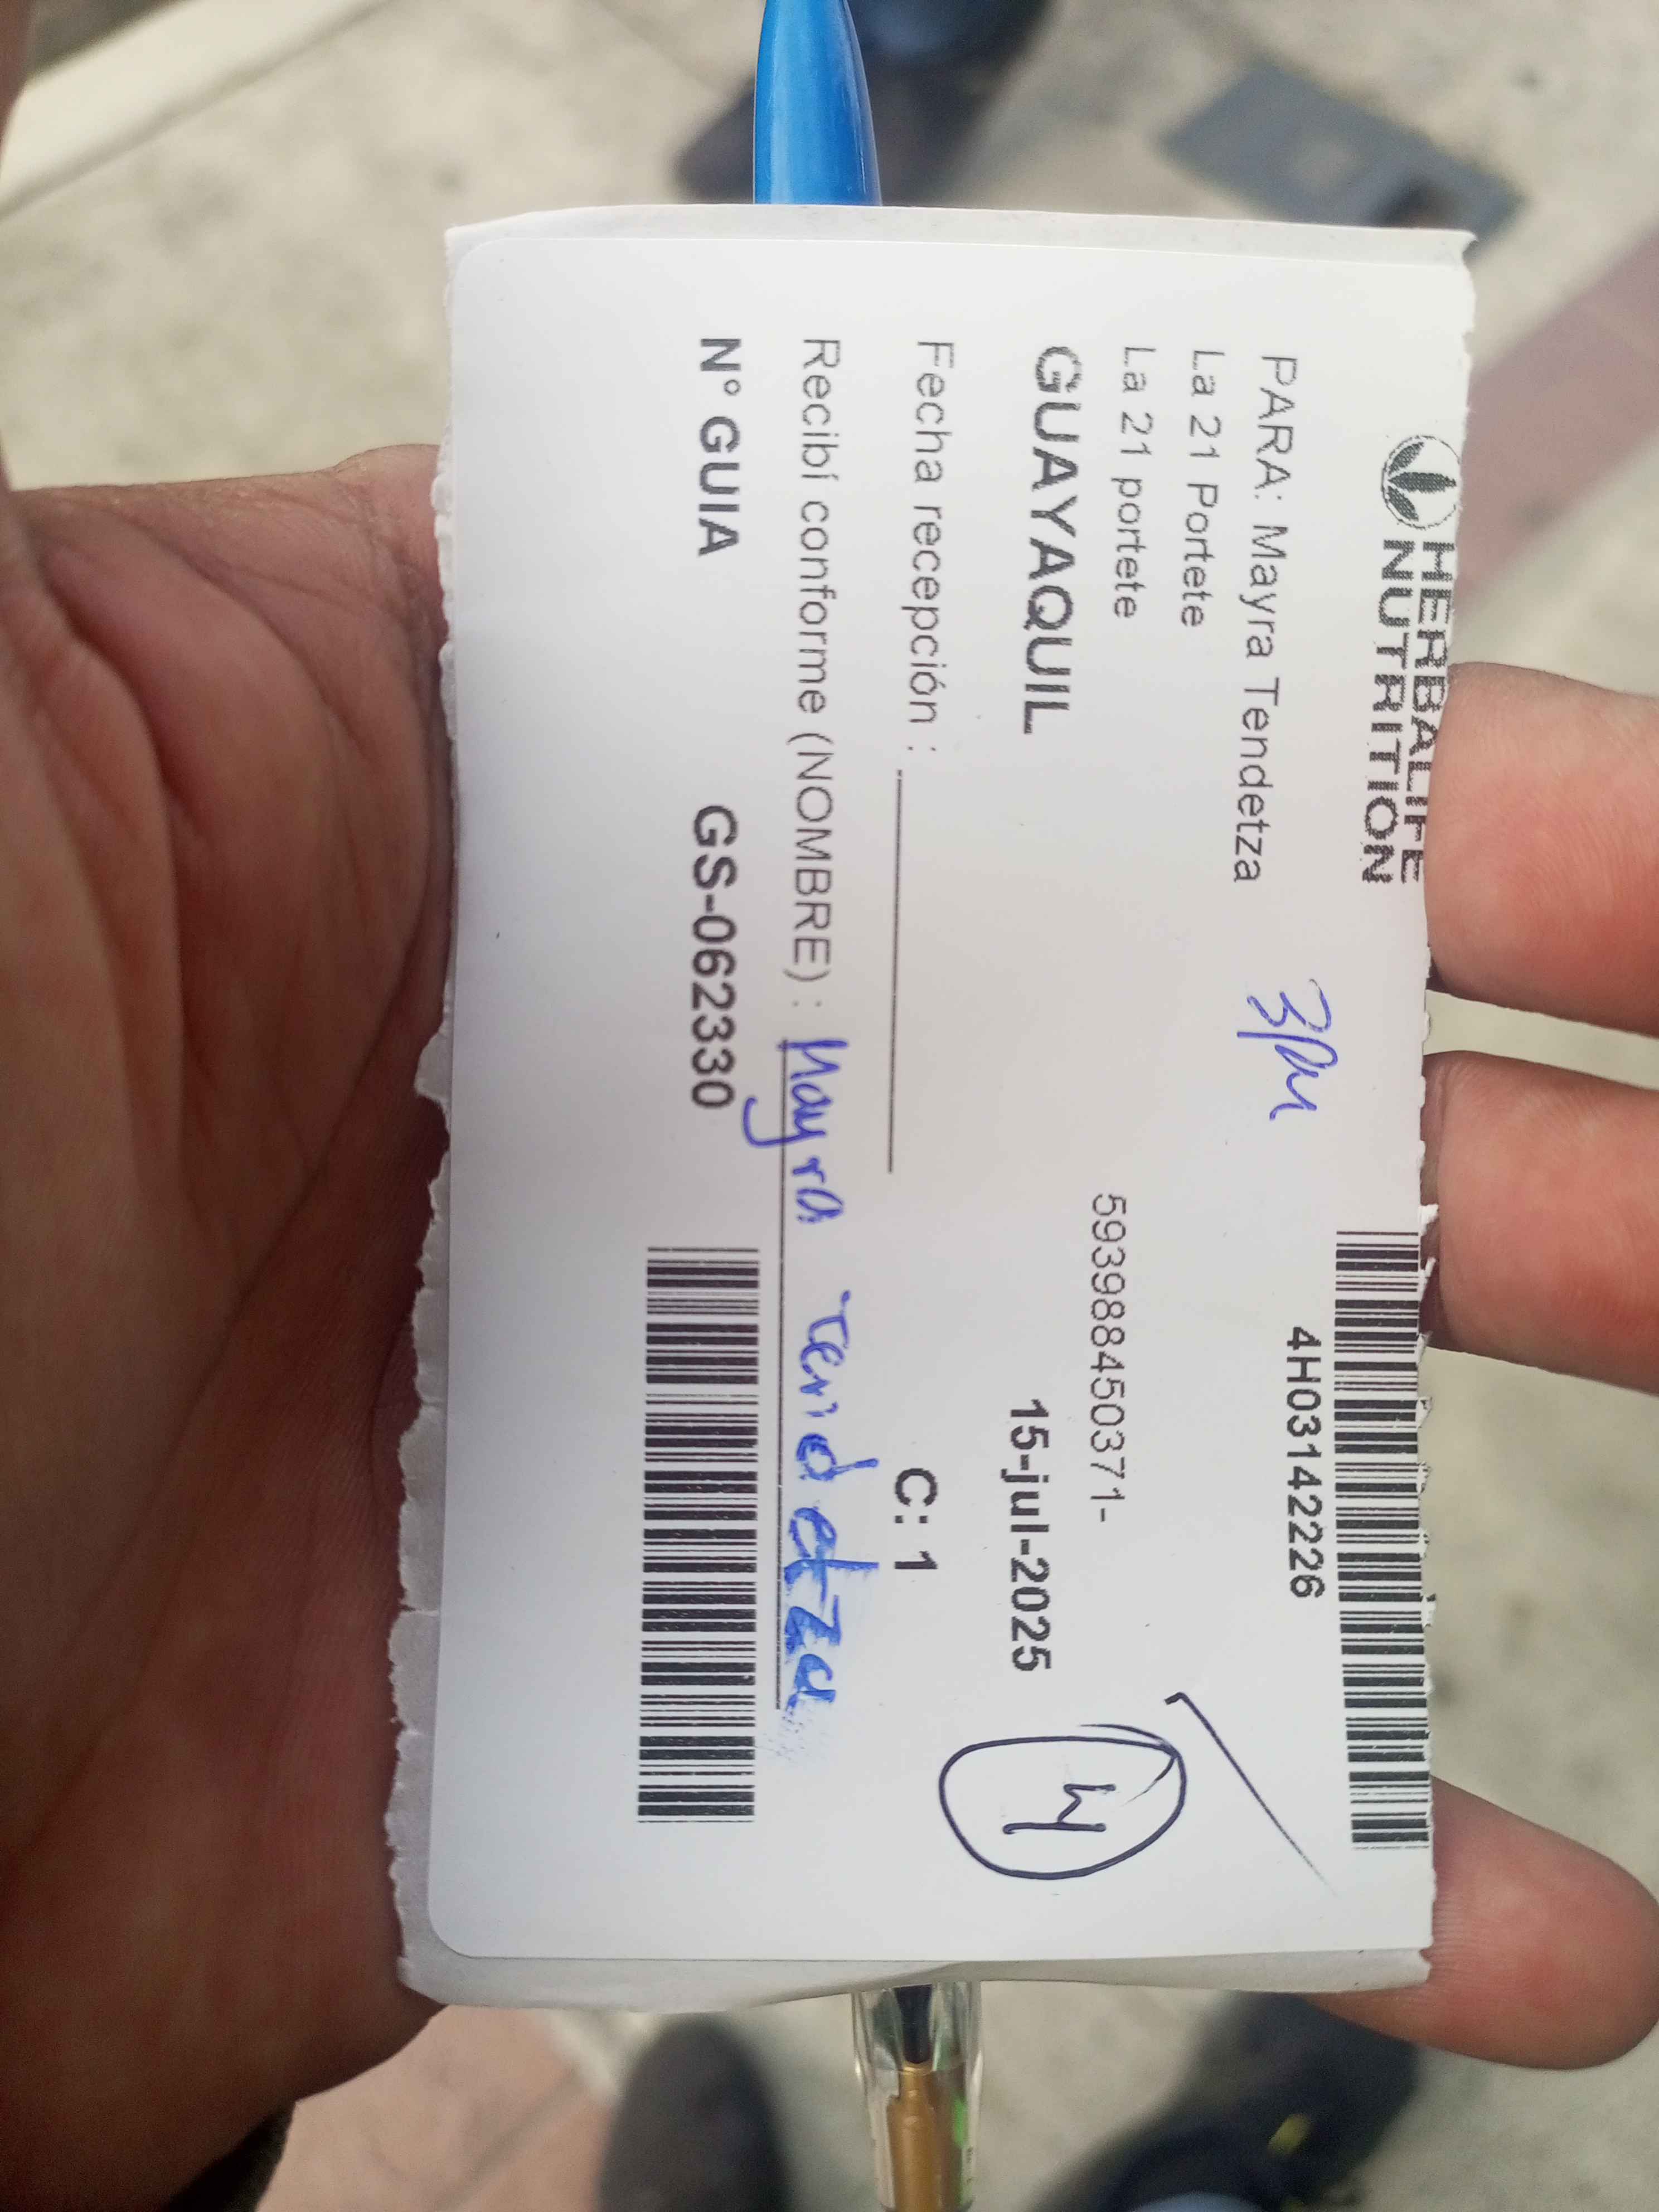 HERBALIFE
NUTRITION
4H03142226
PARA: Mayra Tendetza
3pm
La 21 Portete
La 21 portete
593988450371-
GUAYAQUIL
15-jul-2025
4
Fecha recepción :
C: 1
Recibí conforme (NOMBRE) : Mayra Tendetza
N° GUIA GS-062330